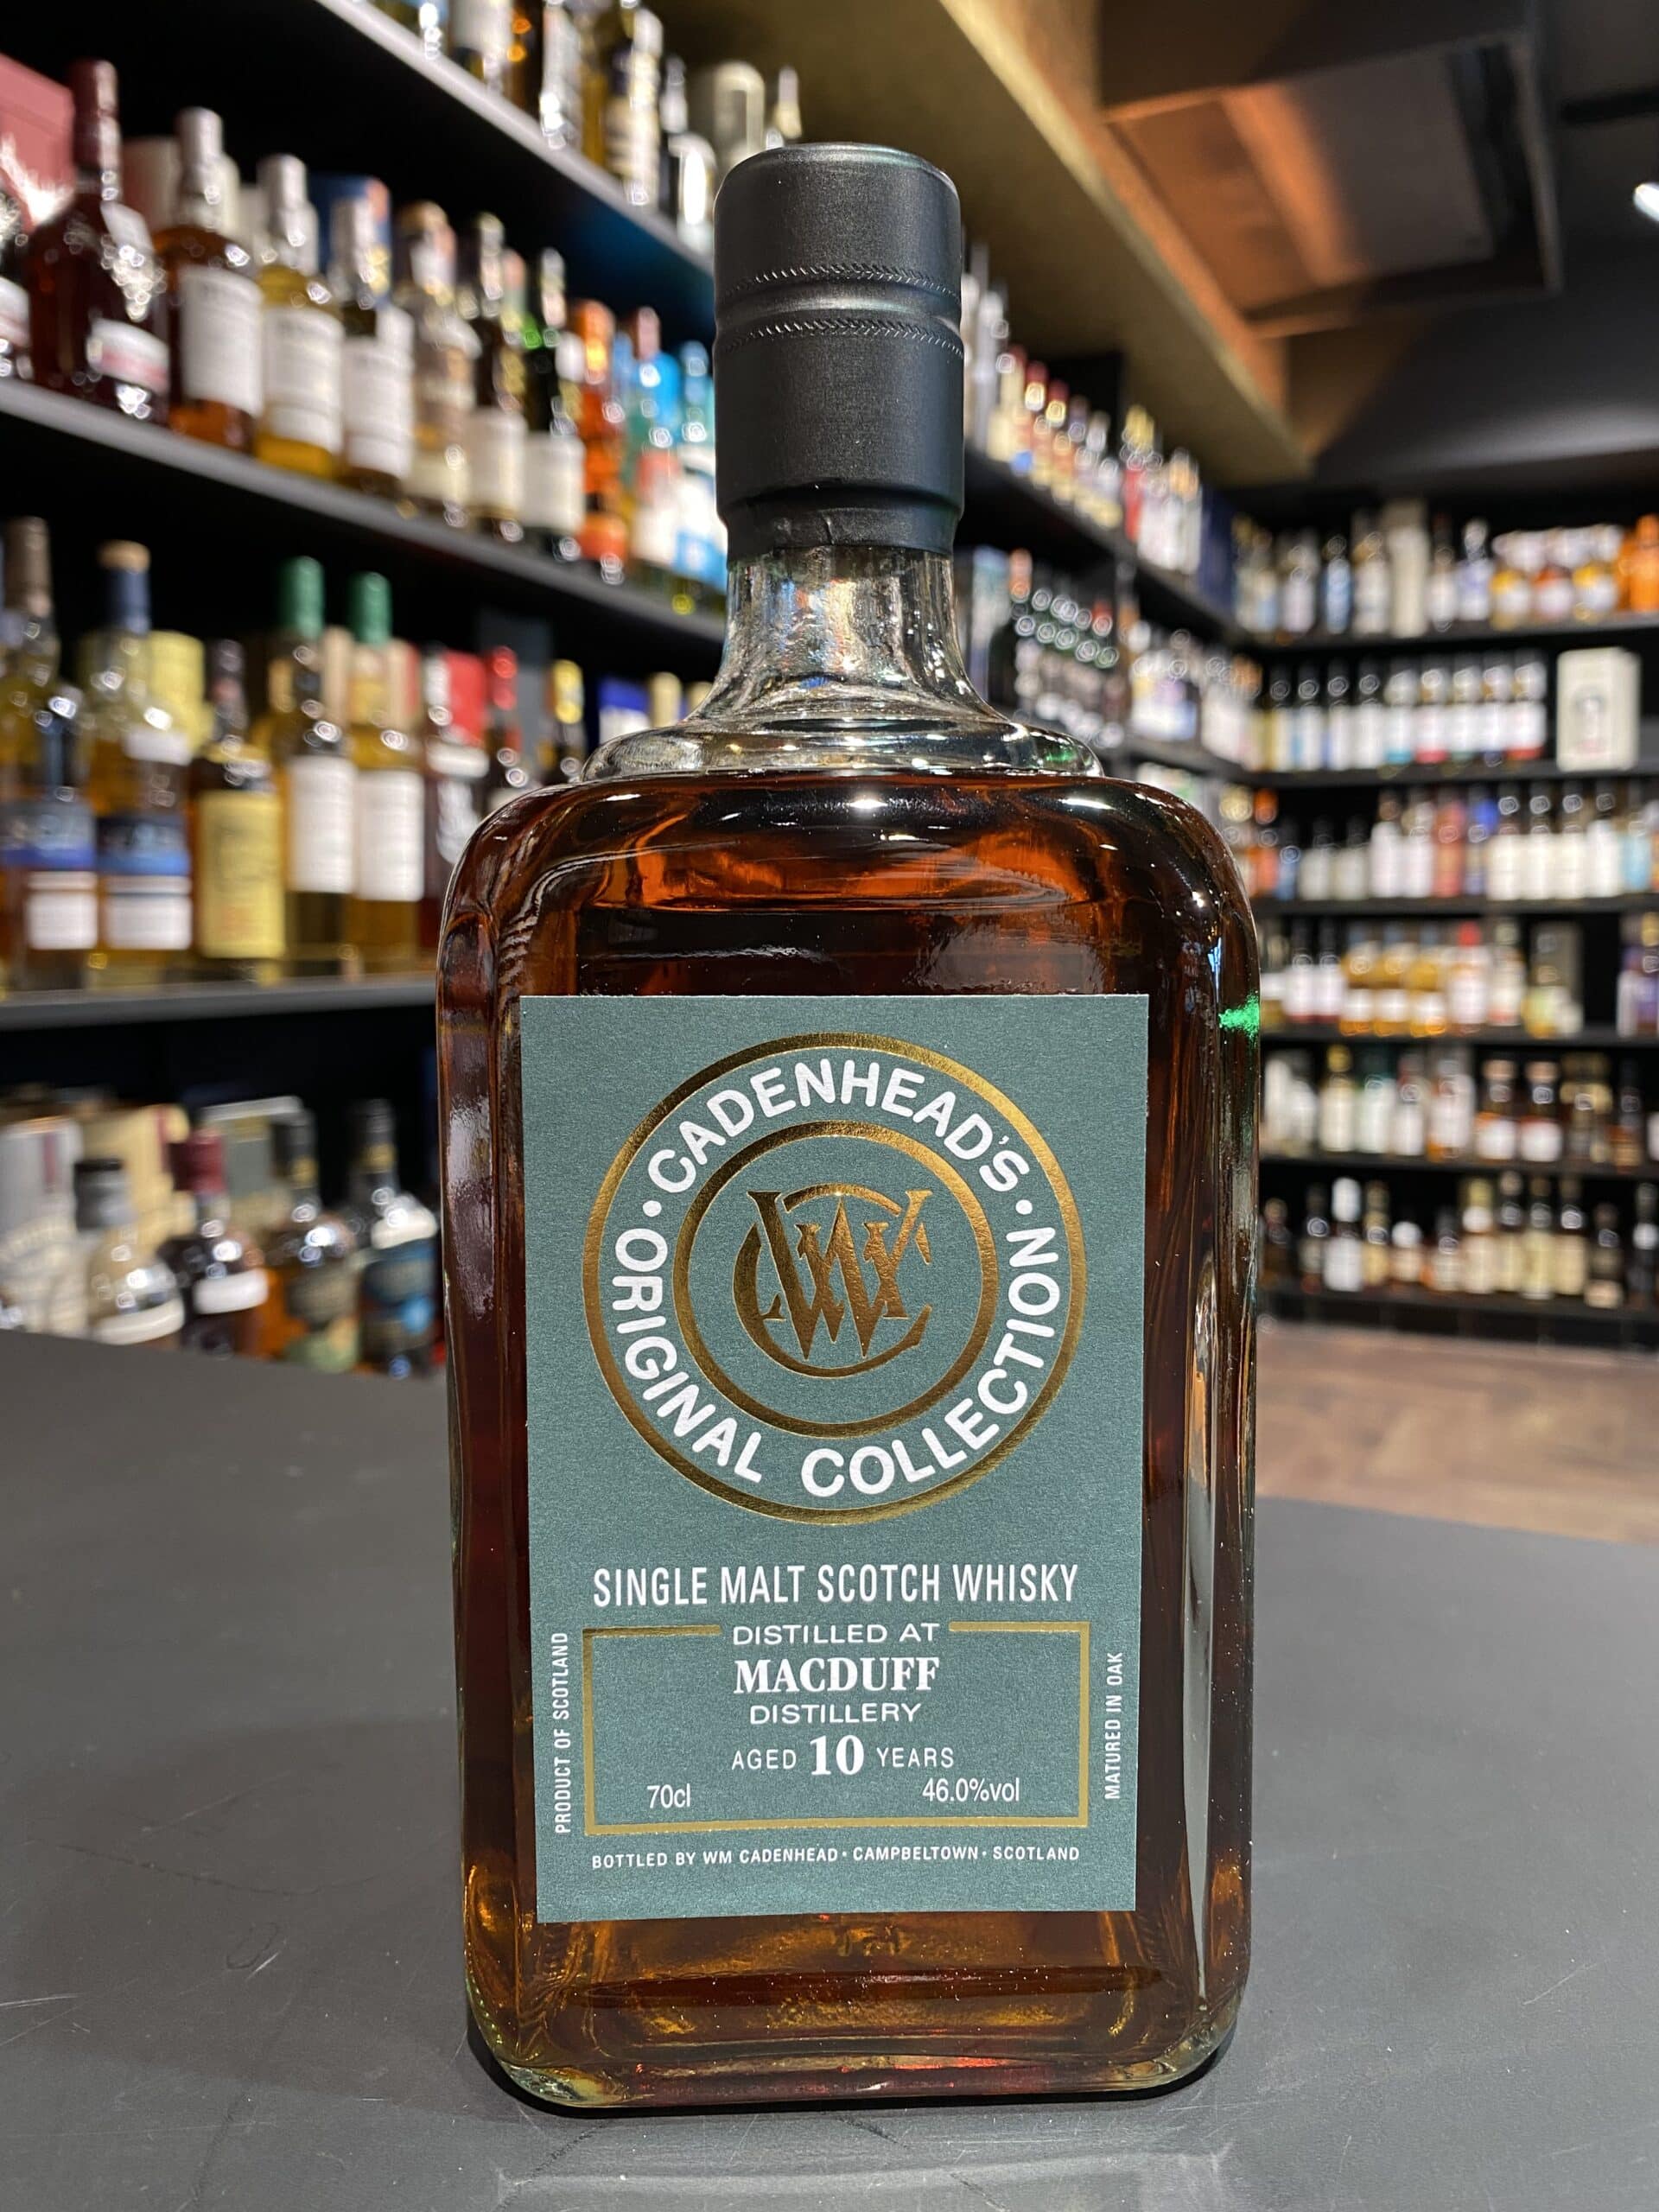 ·CADENHEAD'S·
ORIGINAL COLLECTION
WC
SINGLE MALT SCOTCH WHISKY
DISTILLED AT
MACDUFF
DISTILLERY
AGED 10 YEARS
70cl 46.0%vol
PRODUCT OF SCOTLAND
MATURED IN OAK
BOTTLED BY WM CADENHEAD · CAMPBELTOWN · SCOTLAND